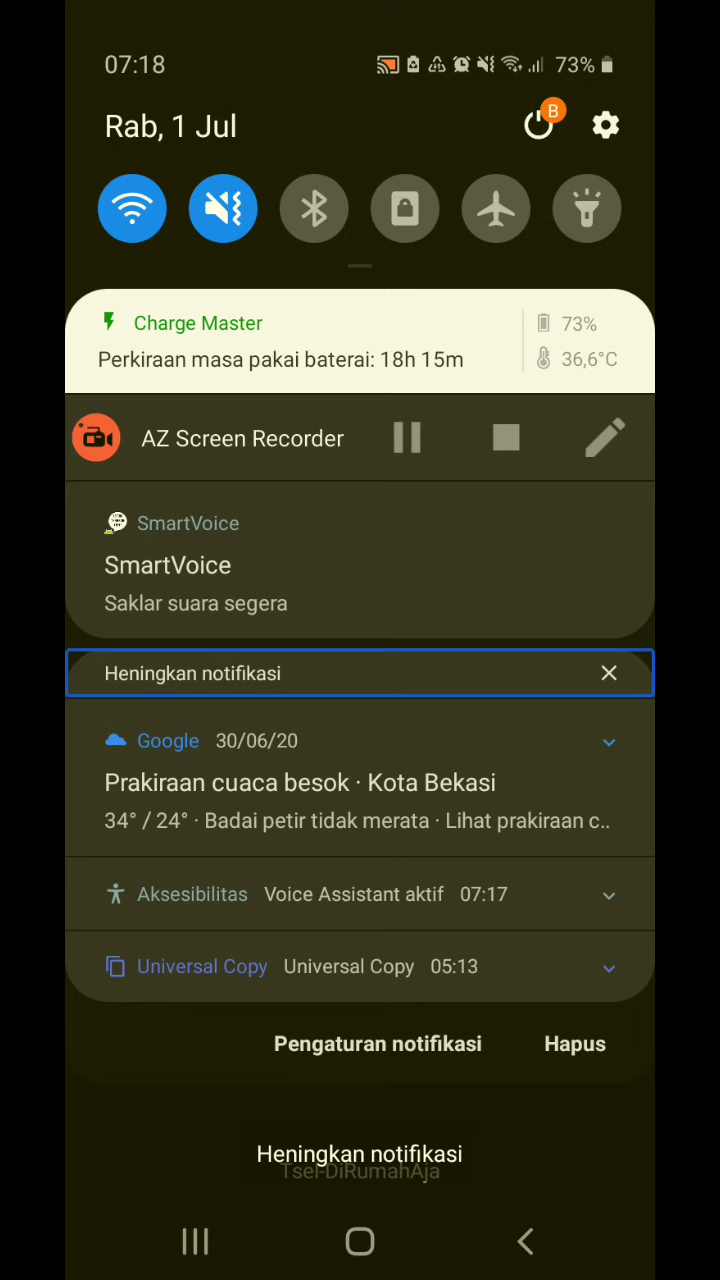 07:18
73%
Rab, 1 Jul
B
Charge Master
73%
Perkiraan masa pakai baterai: 18h 15m
36,6°C
AZ Screen Recorder
SmartVoice
SmartVoice
Saklar suara segera
Heningkan notifikasi
Google 30/06/20
Prakiraan cuaca besok · Kota Bekasi
34° / 24° · Badai petir tidak merata · Lihat prakiraan c..
Aksesibilitas Voice Assistant aktif 07:17
Universal Copy Universal Copy 05:13
Pengaturan notifikasi Hapus
Heningkan notifikasi
Tsel-DiRumahAja